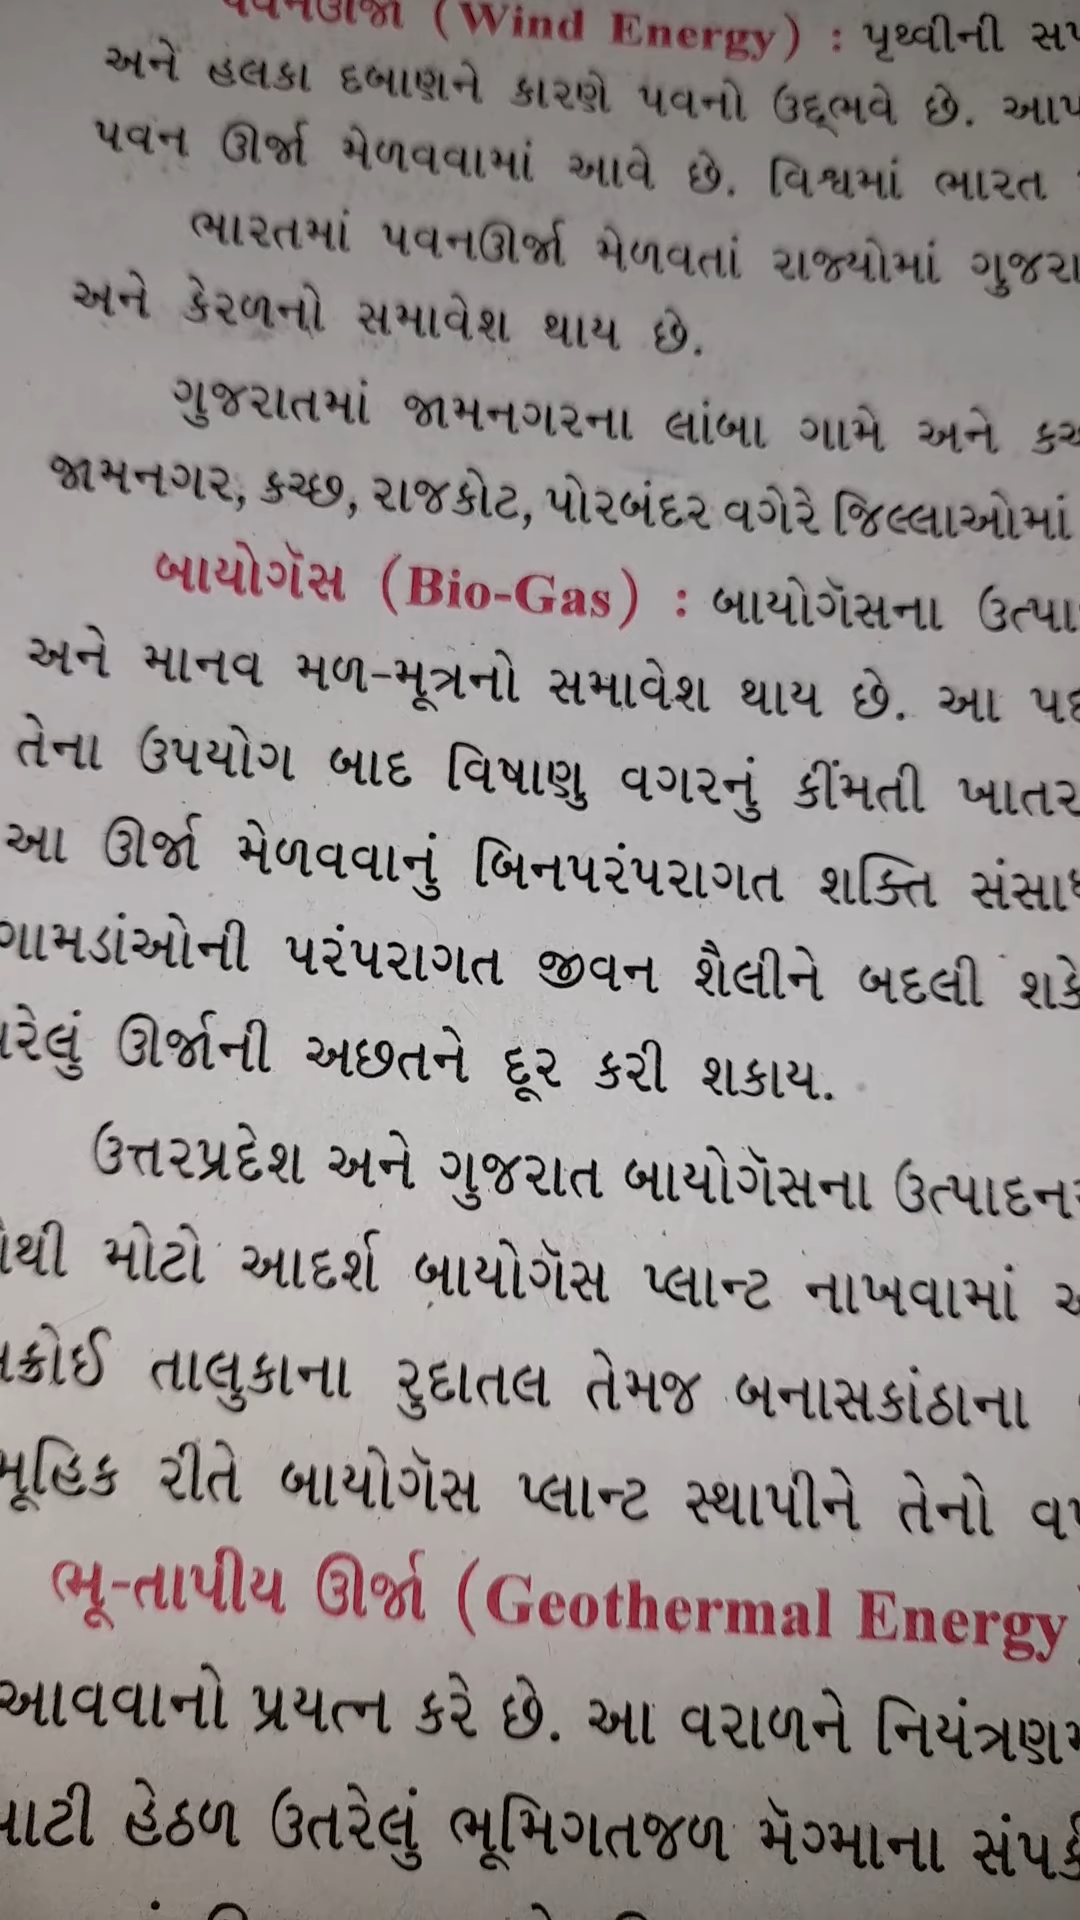 પવનઊર્જા (Wind Energy) : પૃથ્વીની
અને હલકા દબાણને કારણે પવનો ઉદ્દ્ભવે છે.
પવન ઊર્જા મેળવવામાં આવે છે. વિશ્વમાં ભારત
ભારતમાં પવનઊર્જા મેળવતાં રાજ્યોમાં
અને કેરળનો સમાવેશ થાય છે.
ગુજરાતમાં જામનગરના લાંબા ગામે અને
જામનગર, કચ્છ, રાજકોટ, પોરબંદર વગેરે જિલ્લાઓમાં
બાયોગૅસ (Bio-Gas) : બાયોગૅસના
અને માનવ મળ-મૂત્રનો સમાવેશ થાય છે. આ
તેના ઉપયોગ બાદ વિષાણુ વગરનું કીંમતી ખાતર
આ ઊર્જા મેળવવાનું બિનપરંપરાગત શક્તિ
ગામડાંઓની પરંપરાગત જીવન શૈલીને બદલી શકે
ઊર્જાની અછતને દૂર કરી શકાય.
ઉત્તરપ્રદેશ અને ગુજરાત બાયોગૅસના
મોટો આદર્શ બાયોગૅસ પ્લાન્ટ નાખવામાં
તાલુકાના રુદાતલ તેમજ બનાસકાંઠાના
રીતે બાયોગૅસ પ્લાન્ટ સ્થાપીને તેનો
ભૂ-તાપીય ઊર્જા (Geothermal Energy)
આવવાનો પ્રયત્ન કરે છે. આ વરાળને
હેઠળ ઉતરેલું ભૂમિગતજળ મૅગ્માના